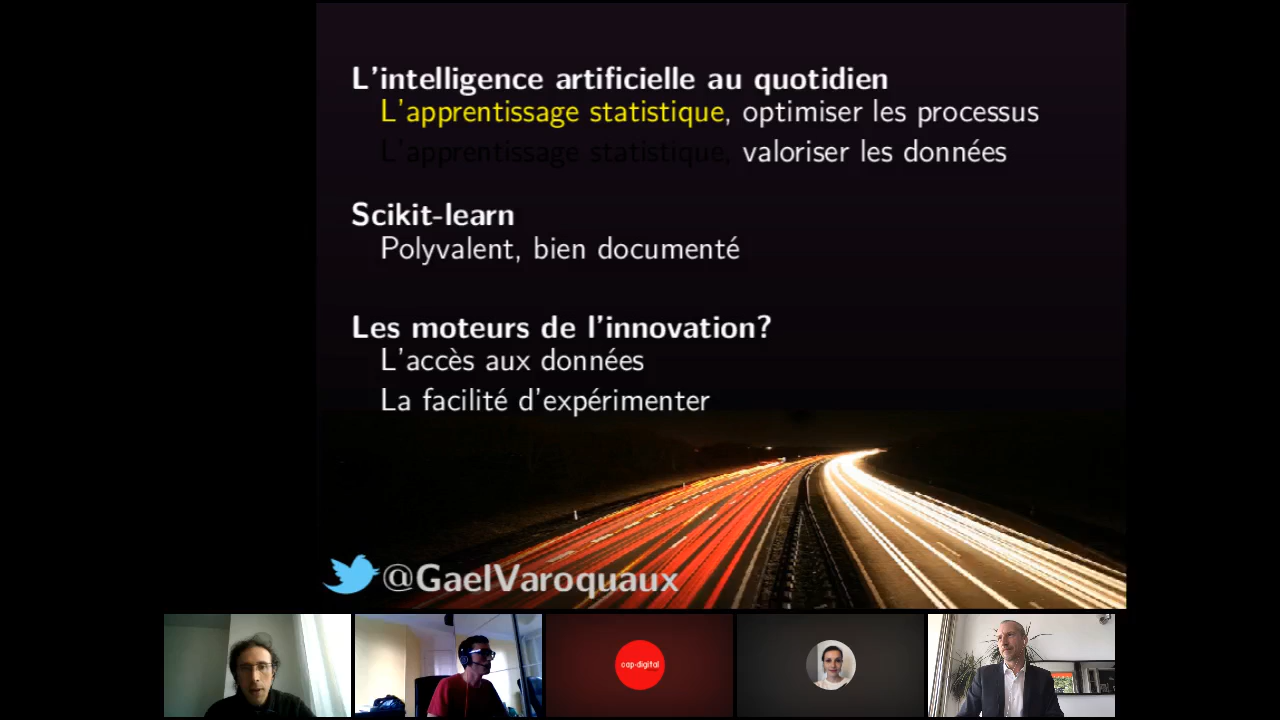 L'intelligence artificielle au quotidien
L'apprentissage statistique, optimiser les processus
L'apprentissage statistique, valoriser les données
Scikit-learn
Polyvalent, bien documenté
Les moteurs de l'innovation?
L'accès aux données
La facilité d'expérimenter
@GaelVaroquaux
cap·digital